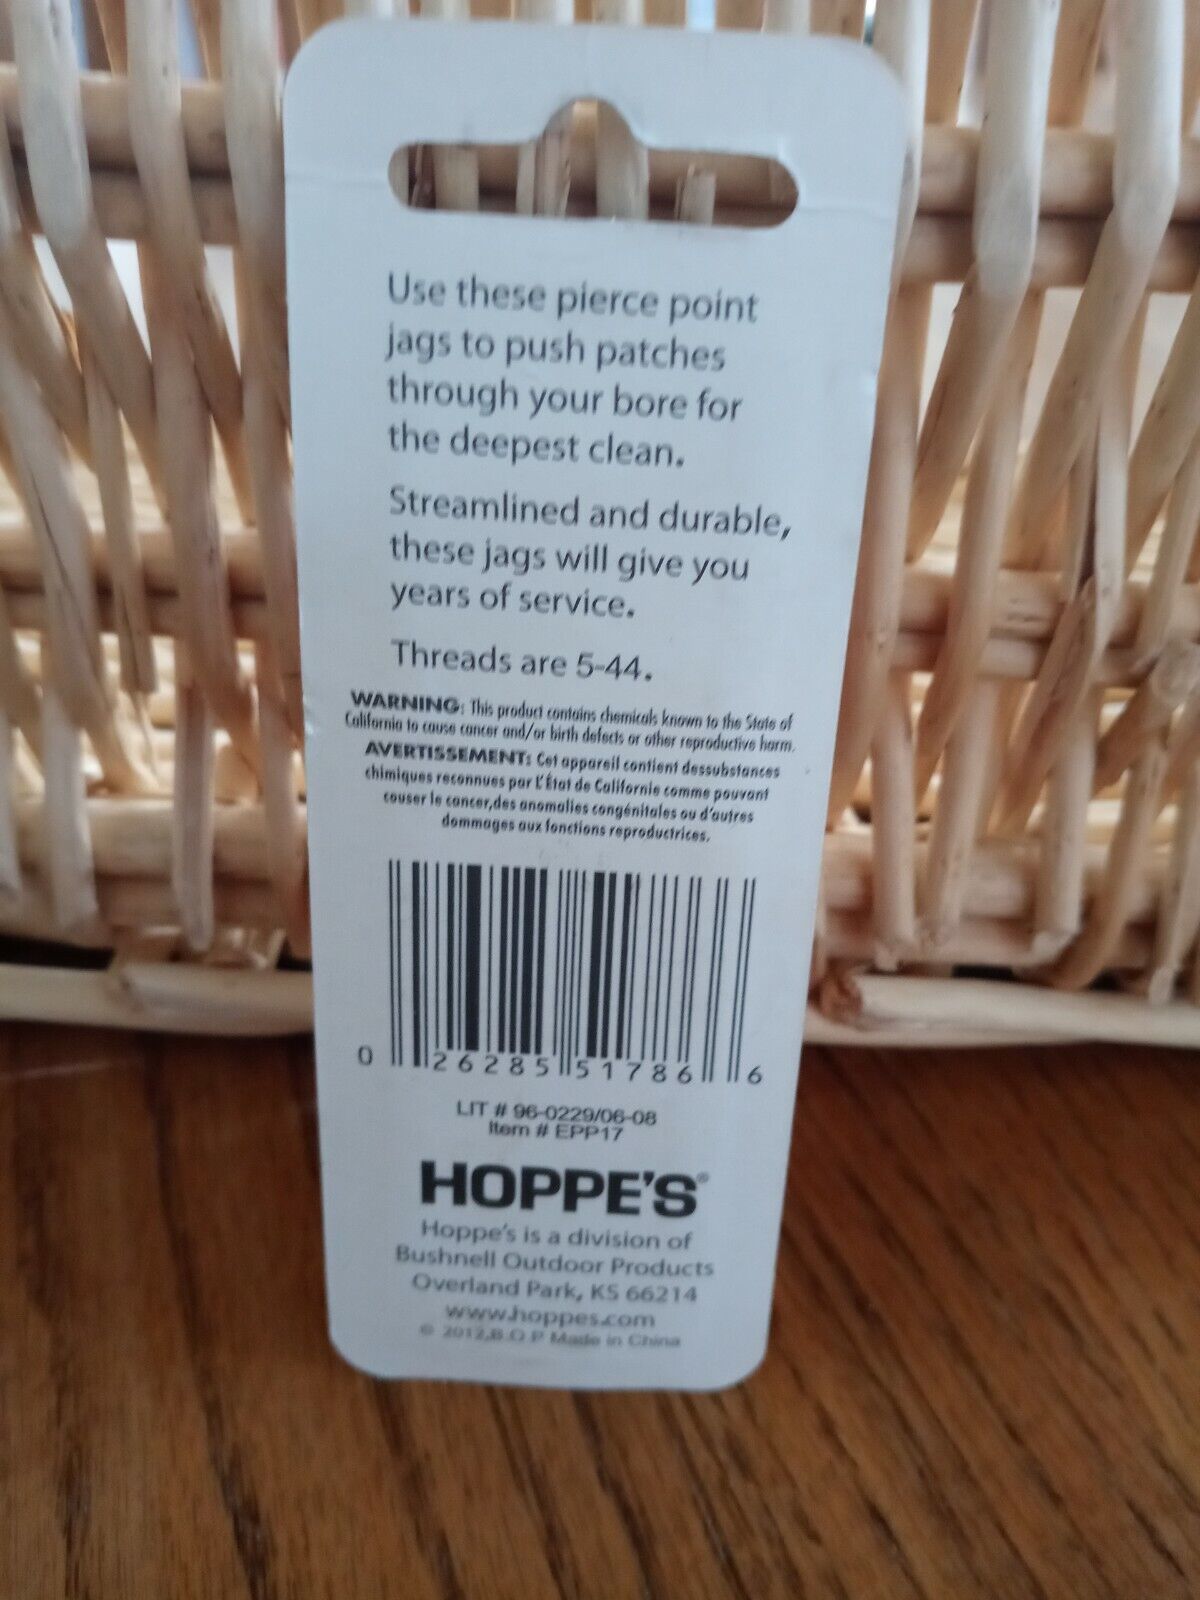 Use these pierce point
jags to push patches
through your bore for
the deepest clean.
Streamlined and durable,
these jags will give you
years of service.
Threads are 5-44.
WARNING: This product contains chemicals known to the State of
California to cause cancer and/or birth defects or other reproductive harm.
AVERTISSEMENT: Cet appareil contient dessubstances
chimiques reconnues par L'État de Californie comme pouvant
causer le cancer,des anomalies congénitales ou d'autres
dommages aux fonctions reproductrices.
0 26285 51786 6
LIT # 96-0229/06-08
Item # EPP17
HOPPE'S®
Hoppe's is a division of
Bushnell Outdoor Products
Overland Park, KS 66214
www.hoppes.com
© 2012,B.O.P Made in China